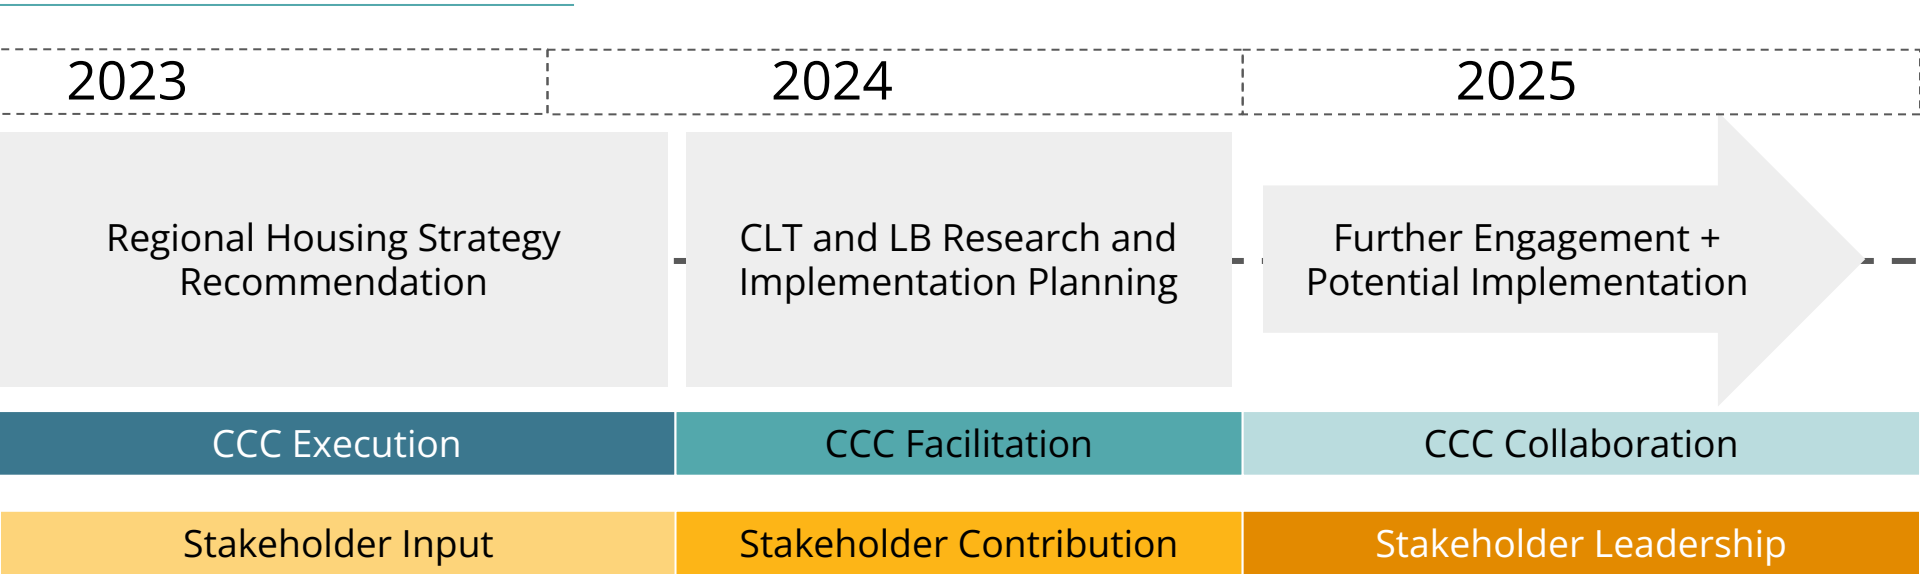 2023
2024
2025
Regional Housing Strategy
Recommendation
CLT and LB Research and
Implementation Planning
Further Engagement +
Potential Implementation
CCC Execution
CCC Facilitation
CCC Collaboration
Stakeholder Input
Stakeholder Contribution
Stakeholder Leadership